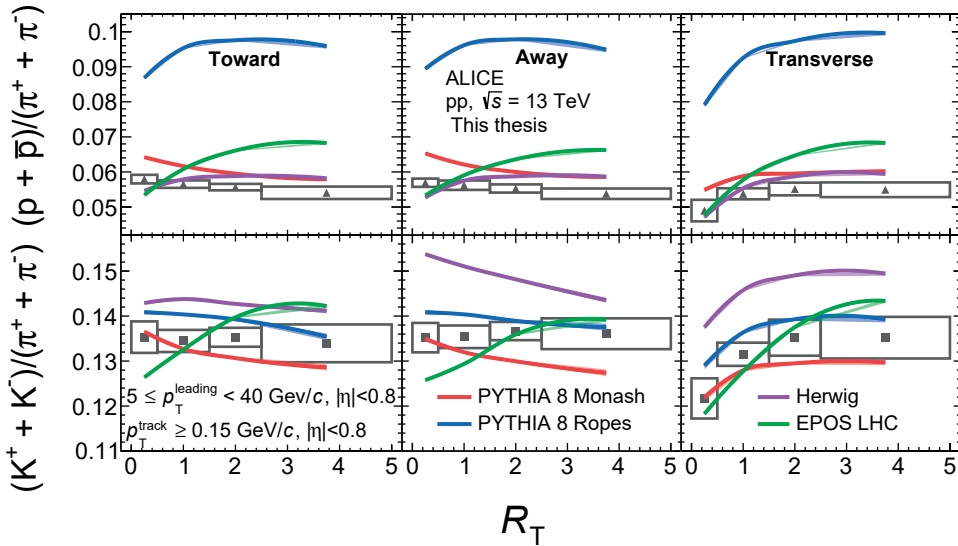 (p + p̅)/(π⁺ + π⁻)
0.1
0.09
0.08
0.07
0.06
0.05
Toward
Away
ALICE
pp, √s = 13 TeV
This thesis
Transverse
(K⁺ + K⁻)/(π⁺ + π⁻)
0.15
0.14
0.13
0.12
0.11
5 ≤ p_T^leading < 40 GeV/c, |η|<0.8
p_T^track ≥ 0.15 GeV/c, |η|<0.8
PYTHIA 8 Monash
PYTHIA 8 Ropes
Herwig
EPOS LHC
0 1 2 3 4 5
0 1 2 3 4 5
0 1 2 3 4 5
R_T